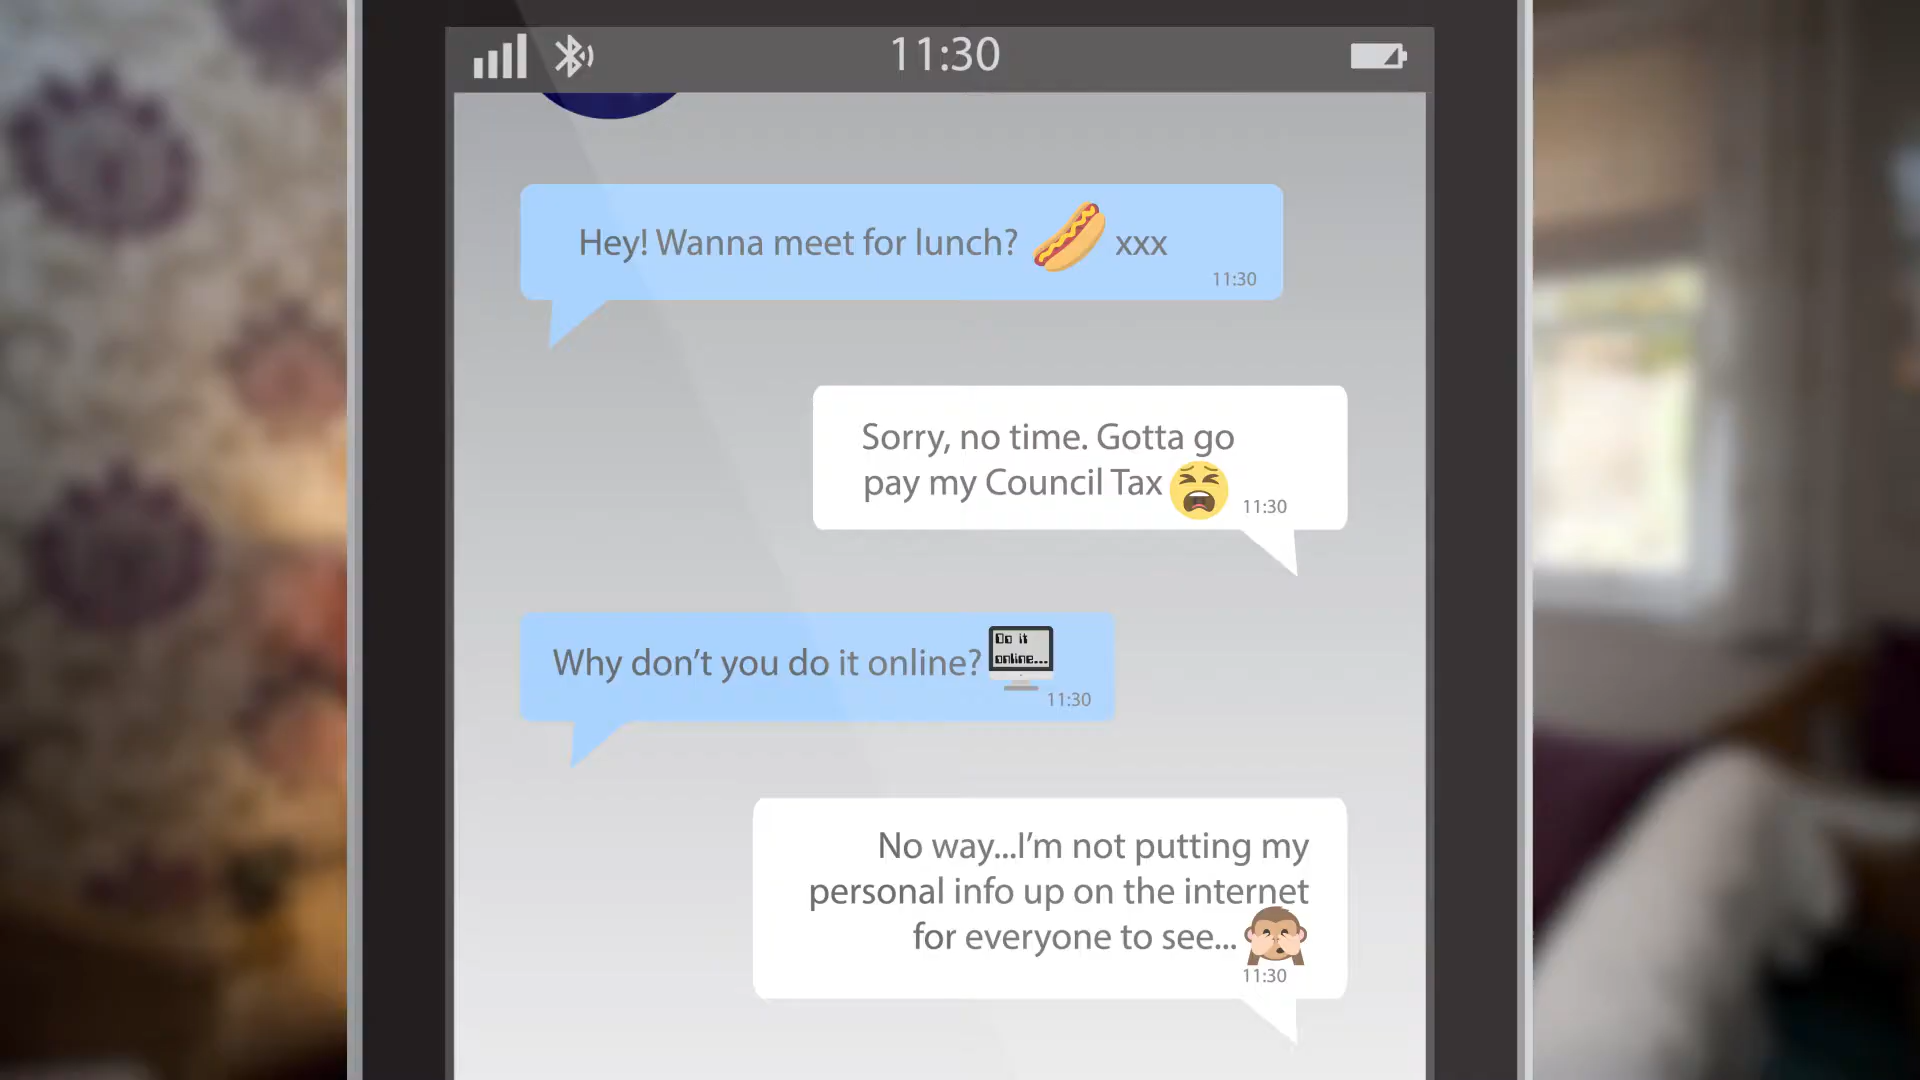 11:30
Hey! Wanna meet for lunch? xxx
11:30
Sorry, no time. Gotta go
pay my Council Tax
11:30
Why don't you do it online?
Do it
online...
11:30
No way...I'm not putting my
personal info up on the internet
for everyone to see...
11:30